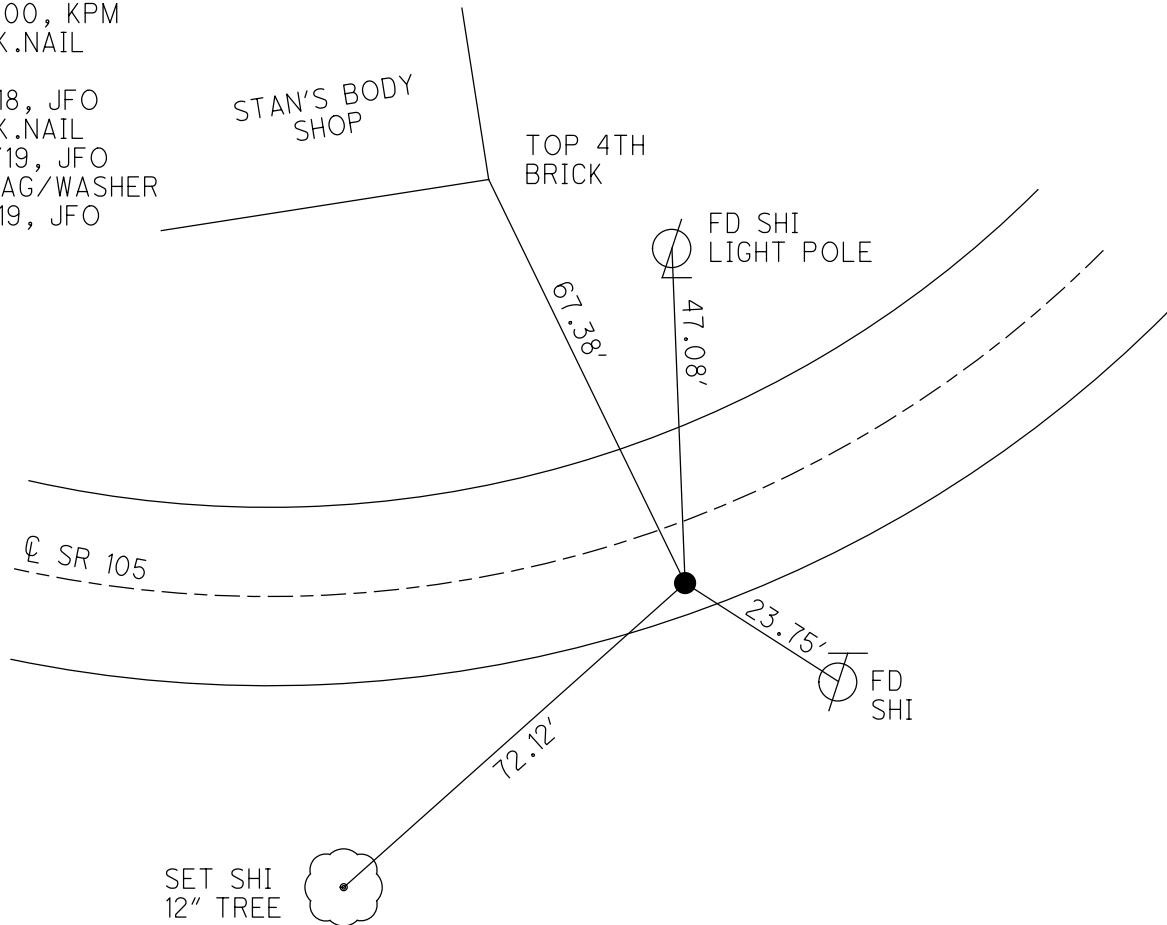 00, KPM
K.NAIL
18, JFO
K.NAIL
/19, JFO
AG/WASHER
19, JFO
STAN'S BODY
SHOP
TOP 4TH
BRICK
FD SHI
LIGHT POLE
67.38'
47.08'
℄ SR 105
23.75'
FD
SHI
72.12'
SET SHI
12" TREE